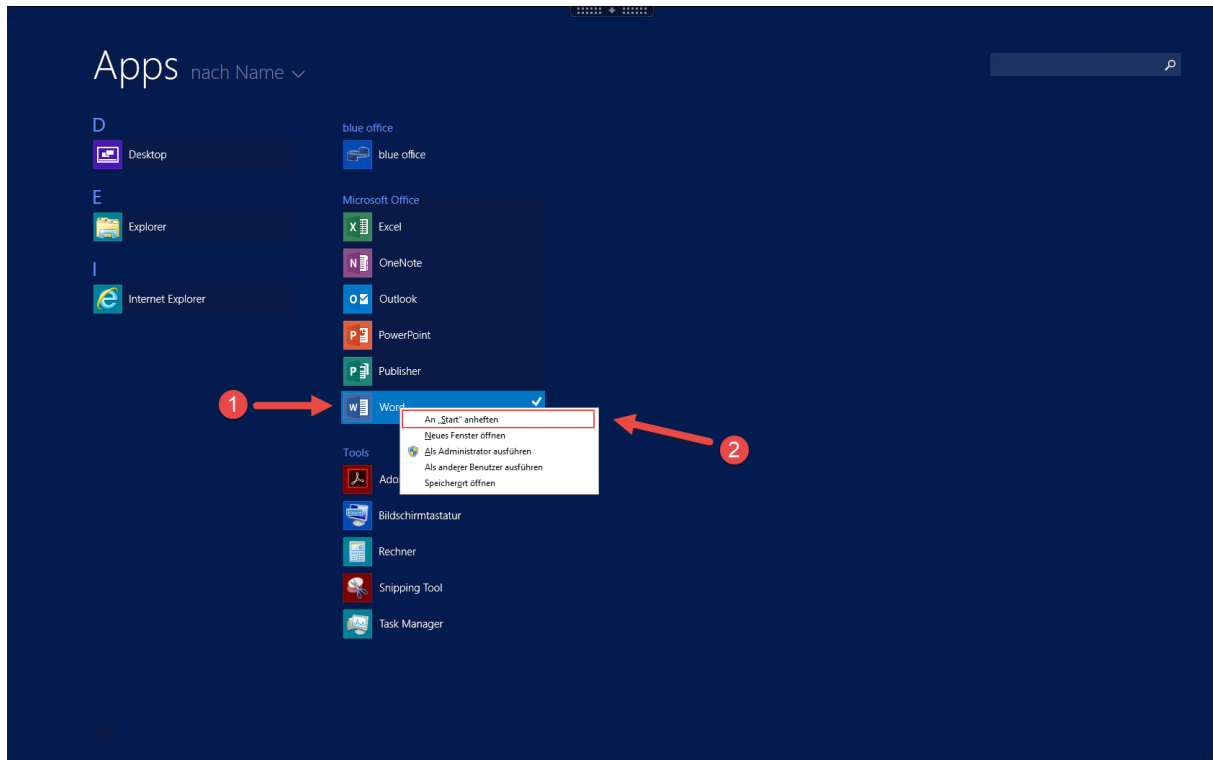 Apps nach Name
D
Desktop
E
Explorer
I
Internet Explorer
blue office
blue office
Microsoft Office
Excel
OneNote
Outlook
PowerPoint
Publisher
1
Word
An „Start" anheften
Neues Fenster öffnen
Als Administrator ausführen
Als anderer Benutzer ausführen
Speicherort öffnen
2
Tools
Ado
Bildschirmtastatur
Rechner
Snipping Tool
Task Manager